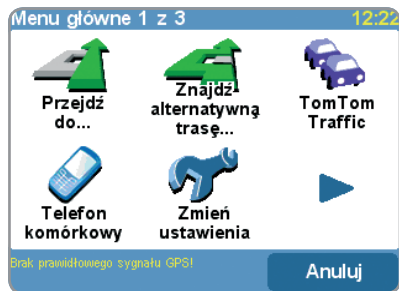 Menu główne 1 z 3 12:22
Przejdź
do...
Znajdź
alternatywną
trasę...
TomTom
Traffic
Telefon
komórkowy
Zmień
ustawienia
Brak prawidłowego sygnału GPS!
Anuluj